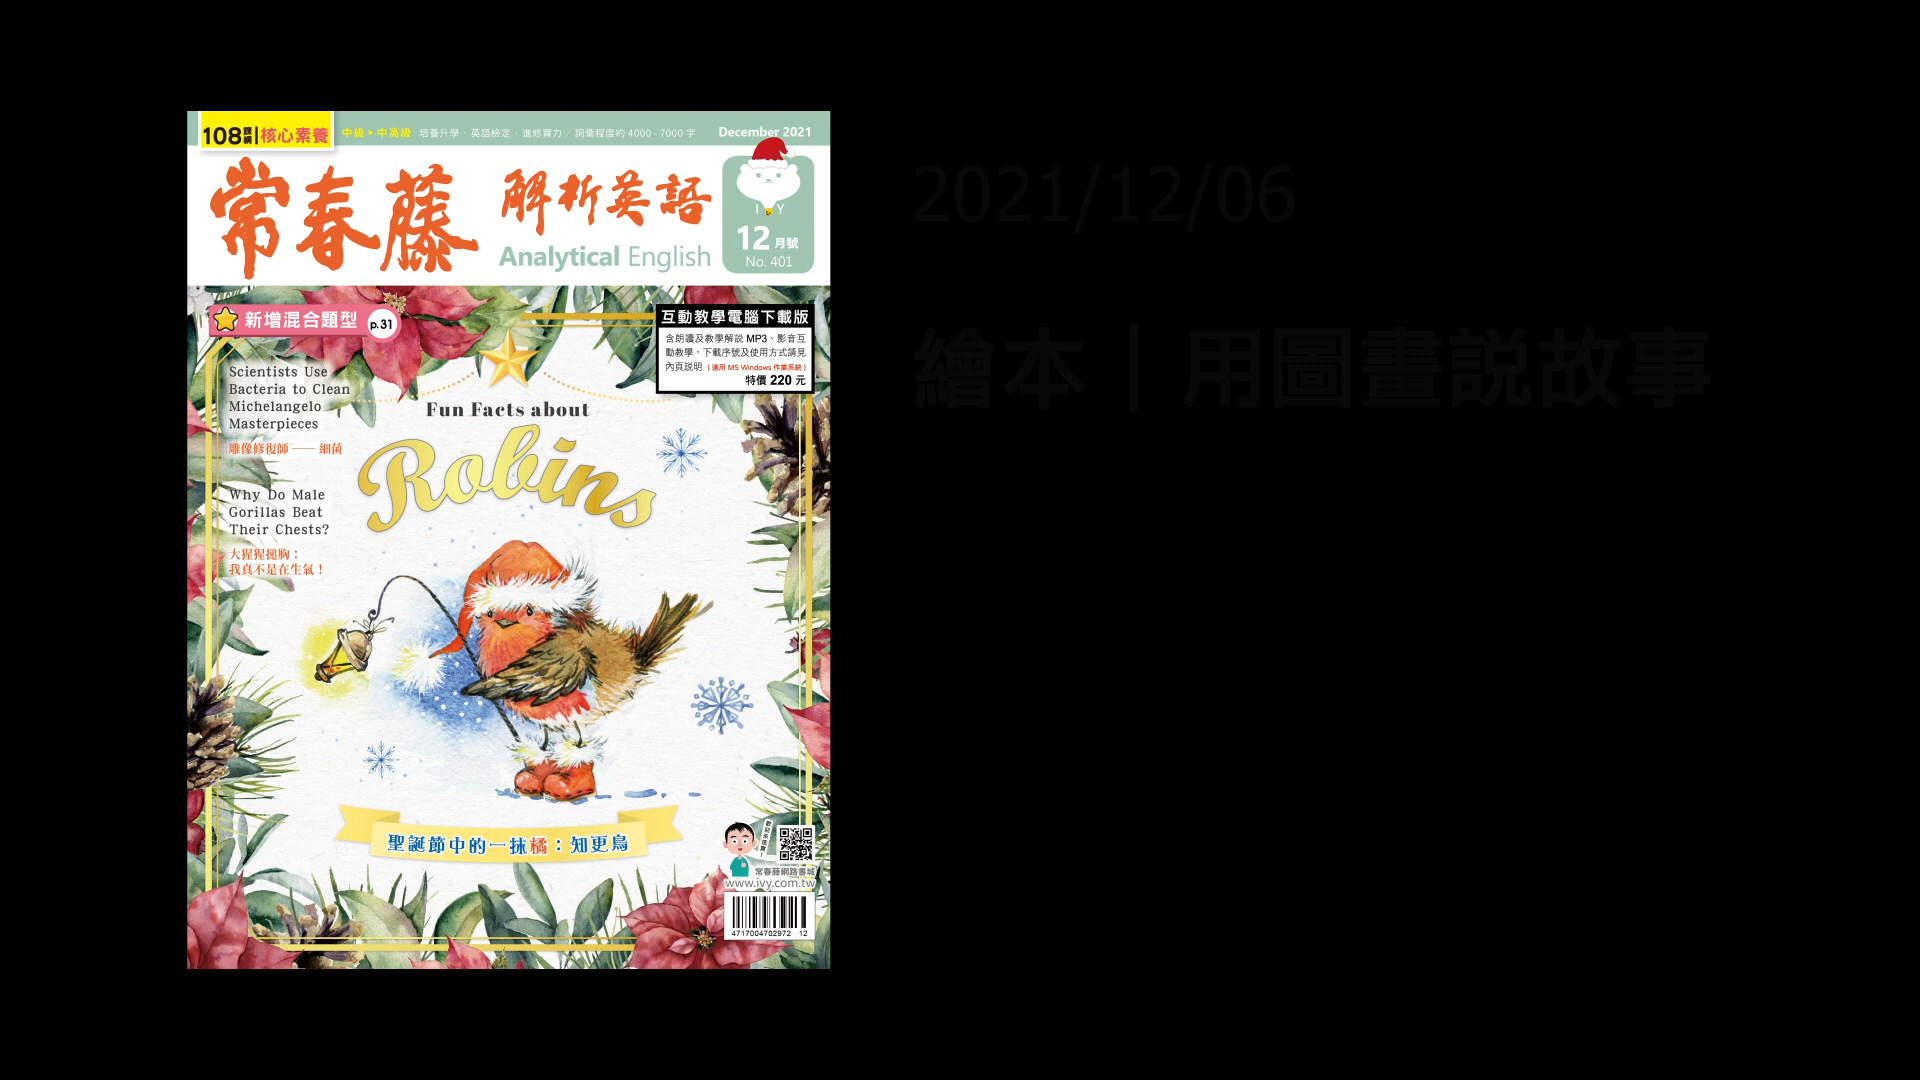 108課綱 核心素養
中級▸中高級 培養升學．英語檢定．進修實力／詞彙程度約 4000 - 7000 字
December 2021
常春藤 解析英語
Analytical English
I Y
12 月號
No. 401
新增混合題型 p.31
互動教學電腦下載版
含朗讀及教學解說 MP3、影音互
動教學，下載序號及使用方式請見
內頁說明 ( 適用 MS Windows 作業系統 )
特價 220 元
Scientists Use
Bacteria to Clean
Michelangelo
Masterpieces
雕像修復師 —— 細菌
Why Do Male
Gorillas Beat
Their Chests?
大猩猩搥胸：
我真不是在生氣！
Fun Facts about
Robins
聖誕節中的一抹橘：知更鳥
常春藤網路書城
www.ivy.com.tw
4717004702972 12
2021/12/06
繪本｜用圖畫說故事